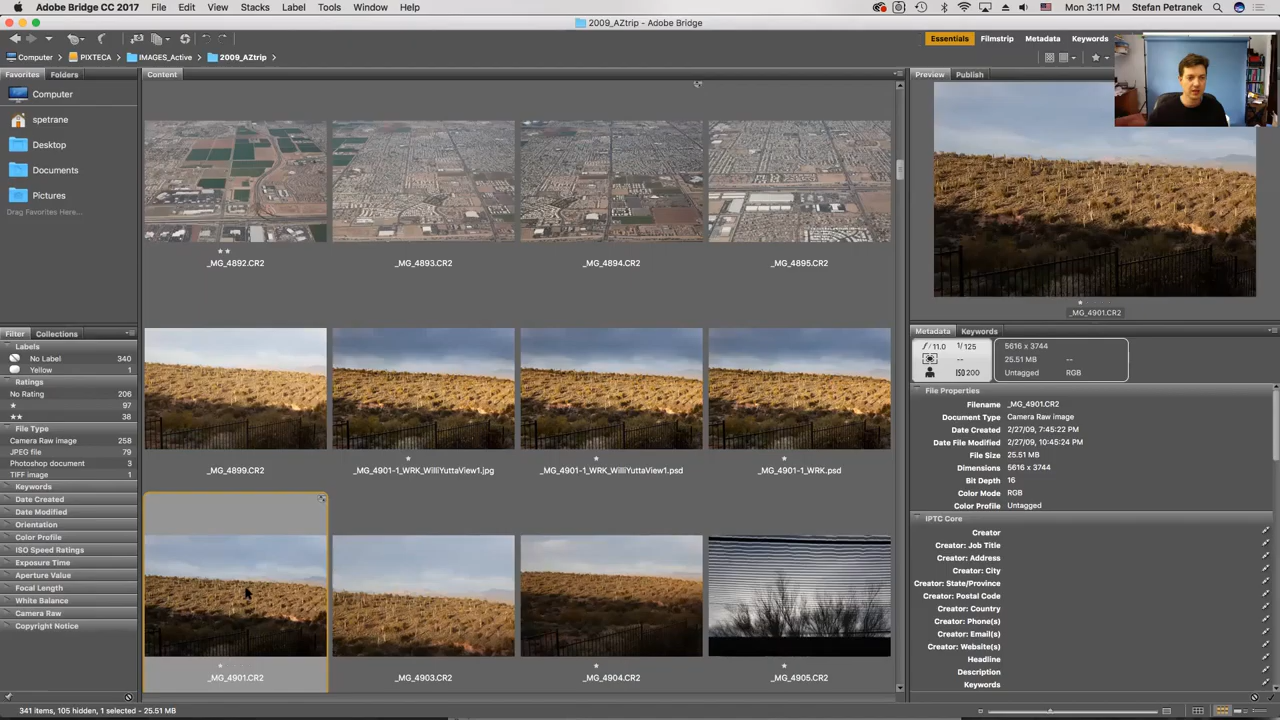 Adobe Bridge CC 2017 File Edit Stacks Label Tools Window Help
Mon 3:11 PM Stefan Petranek
2009_AZtrip - Adobe Bridge
Essentials Filmstrip Metadata Keywords
Computer PIXTECA IMAGES_Active 2009_AZtrip
Favorites Folders
Computer
spetrane
Desktop
Documents
Pictures
Drag Favorites Here...
Filter Collections
Labels
No Label 340
Yellow 1
Ratings
No Rating 206
★ 97
★★ 38
File Type
Camera Raw image 258
JPEG file 79
Photoshop document 3
TIFF image 1
Keywords
Date Created
Date Modified
Orientation
Color Profile
ISO Speed Ratings
Exposure Time
Aperture Value
Focal Length
White Balance
Camera Raw
Copyright Notice
Content
_MG_4892.CR2
_MG_4893.CR2
_MG_4894.CR2
_MG_4895.CR2
_MG_4899.CR2
_MG_4901-1_WRK_WilliYuttaView1.jpg
_MG_4901-1_WRK_WilliYuttaView1.psd
_MG_4901-1_WRK.psd
_MG_4901.CR2
_MG_4903.CR2
_MG_4904.CR2
_MG_4905.CR2
Preview Publish
_MG_4901.CR2
Metadata Keywords
f/11.0 1/125
-- 
ISO200
5616 x 3744
25.51 MB --
Untagged RGB
File Properties
Filename _MG_4901.CR2
Document Type Camera Raw image
Date Created 2/27/09, 7:45:22 PM
Date File Modified 2/27/09, 10:45:24 PM
File Size 25.51 MB
Dimensions 5616 x 3744
Bit Depth 16
Color Mode RGB
Color Profile Untagged
IPTC Core
Creator
Creator: Job Title
Creator: Address
Creator: City
Creator: State/Province
Creator: Postal Code
Creator: Country
Creator: Phone(s)
Creator: Email(s)
Creator: Website(s)
Headline
Description
Keywords
341 items, 105 hidden, 1 selected - 25.51 MB